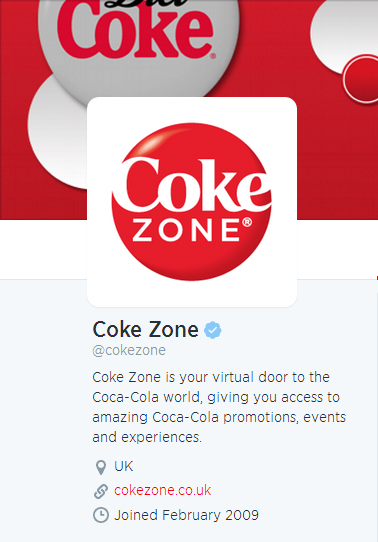 Diet
Coke
Coke
ZONE®
Coke Zone
@cokezone
Coke Zone is your virtual door to the
Coca-Cola world, giving you access to
amazing Coca-Cola promotions, events
and experiences.
UK
cokezone.co.uk
Joined February 2009